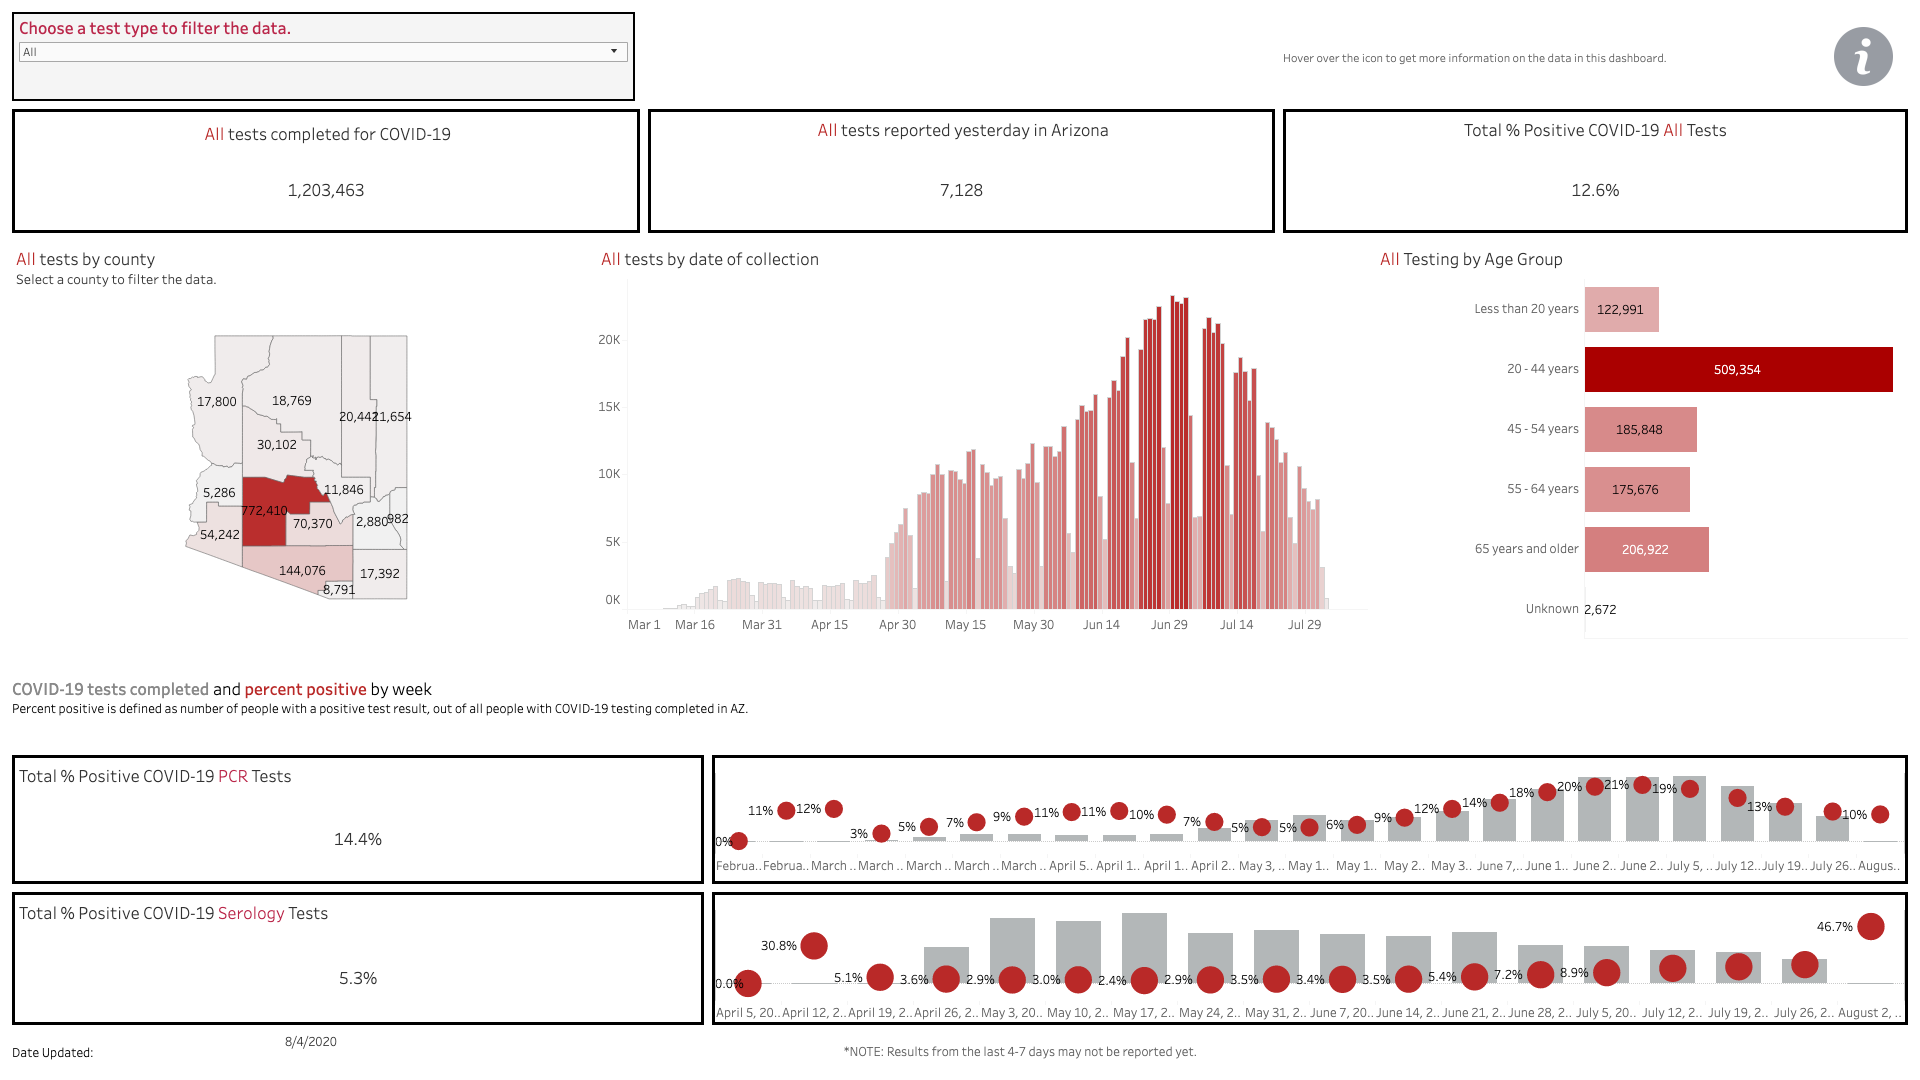 Choose a test type to filter the data.
All
Hover over the icon to get more information on the data in this dashboard.
i
All tests completed for COVID-19
1,203,463
All tests reported yesterday in Arizona
7,128
Total % Positive COVID-19 All Tests
12.6%
All tests by county
Select a county to filter the data.
17,800
18,769
20,442
11,654
30,102
5,286
11,846
772,410
70,370
2,880
982
54,242
144,076
17,392
8,791
All tests by date of collection
20K
15K
10K
5K
0K
Mar 1 Mar 16 Mar 31 Apr 15 Apr 30 May 15 May 30 Jun 14 Jun 29 Jul 14 Jul 29
All Testing by Age Group
Less than 20 years 122,991
20 - 44 years 509,354
45 - 54 years 185,848
55 - 64 years 175,676
65 years and older 206,922
Unknown 2,672
COVID-19 tests completed and percent positive by week
Percent positive is defined as number of people with a positive test result, out of all people with COVID-19 testing completed in AZ.
Total % Positive COVID-19 PCR Tests
14.4%
0% 11% 12% 3% 5% 7% 9% 11% 11% 10% 7% 5% 5% 6% 9% 12% 14% 18% 20% 21% 19% 13% 10%
Februa.. Februa.. March .. March .. March .. March .. March .. April 5.. April 1.. April 1.. April 2.. May 3, .. May 1.. May 1.. May 2.. May 3.. June 7,.. June 1.. June 2.. June 2.. July 5, .. July 12.. July 19.. July 26.. Augus..
Total % Positive COVID-19 Serology Tests
5.3%
0.0% 30.8% 5.1% 3.6% 2.9% 3.0% 2.4% 2.9% 3.5% 3.4% 3.5% 5.4% 7.2% 8.9% 46.7%
April 5, 20.. April 12, 2.. April 19, 2.. April 26, 2.. May 3, 20.. May 10, 2.. May 17, 2.. May 24, 2.. May 31, 2.. June 7, 20.. June 14, 2.. June 21, 2.. June 28, 2.. July 5, 20.. July 12, 2.. July 19, 2.. July 26, 2.. August 2, ..
Date Updated: 8/4/2020
*NOTE: Results from the last 4-7 days may not be reported yet.